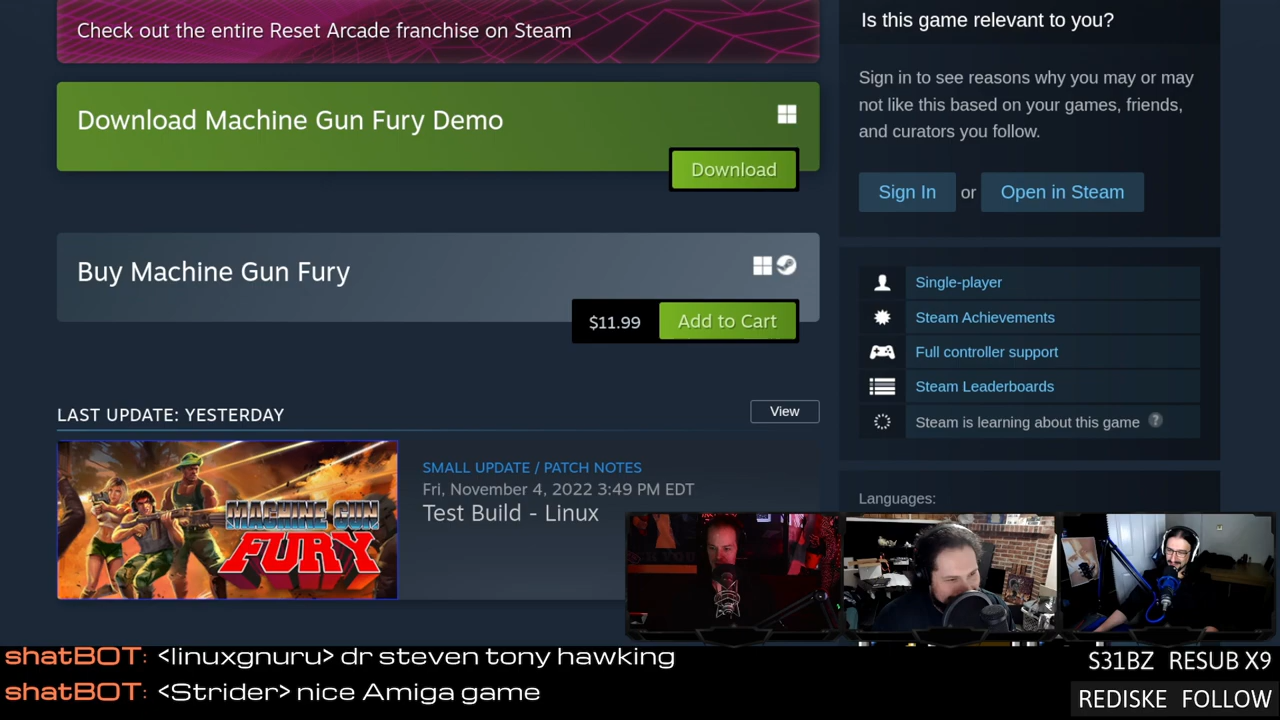 Check out the entire Reset Arcade franchise on Steam
Download Machine Gun Fury Demo
Download
Buy Machine Gun Fury
$11.99
Add to Cart
LAST UPDATE: YESTERDAY
View
MACHINE GUN
FURY
SMALL UPDATE / PATCH NOTES
Fri, November 4, 2022 3:49 PM EDT
Test Build - Linux
Is this game relevant to you?
Sign in to see reasons why you may or may
not like this based on your games, friends,
and curators you follow.
Sign In or Open in Steam
Single-player
Steam Achievements
Full controller support
Steam Leaderboards
Steam is learning about this game ?
Languages:
shatBOT: <linuxgnuru> dr steven tony hawking
shatBOT: <Strider> nice Amiga game
S31BZ RESUB X9
REDISKE FOLLOW